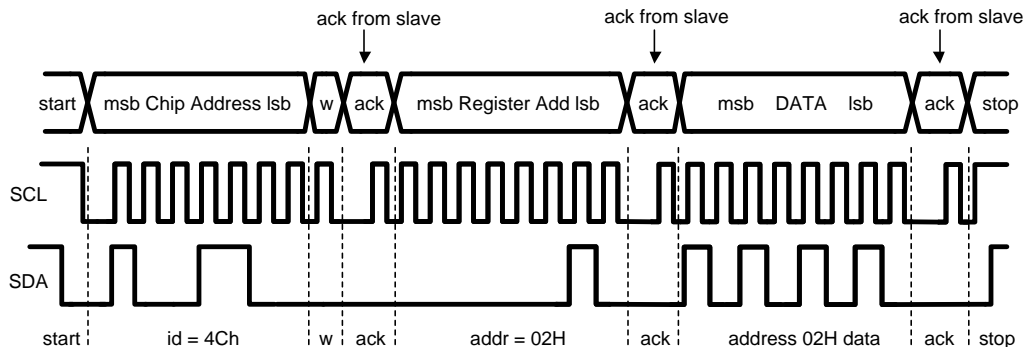 ack from slave ack from slave ack from slave
start msb Chip Address lsb w ack msb Register Add lsb ack msb DATA lsb ack stop
SCL
SDA
start id = 4Ch w ack addr = 02H ack address 02H data ack stop